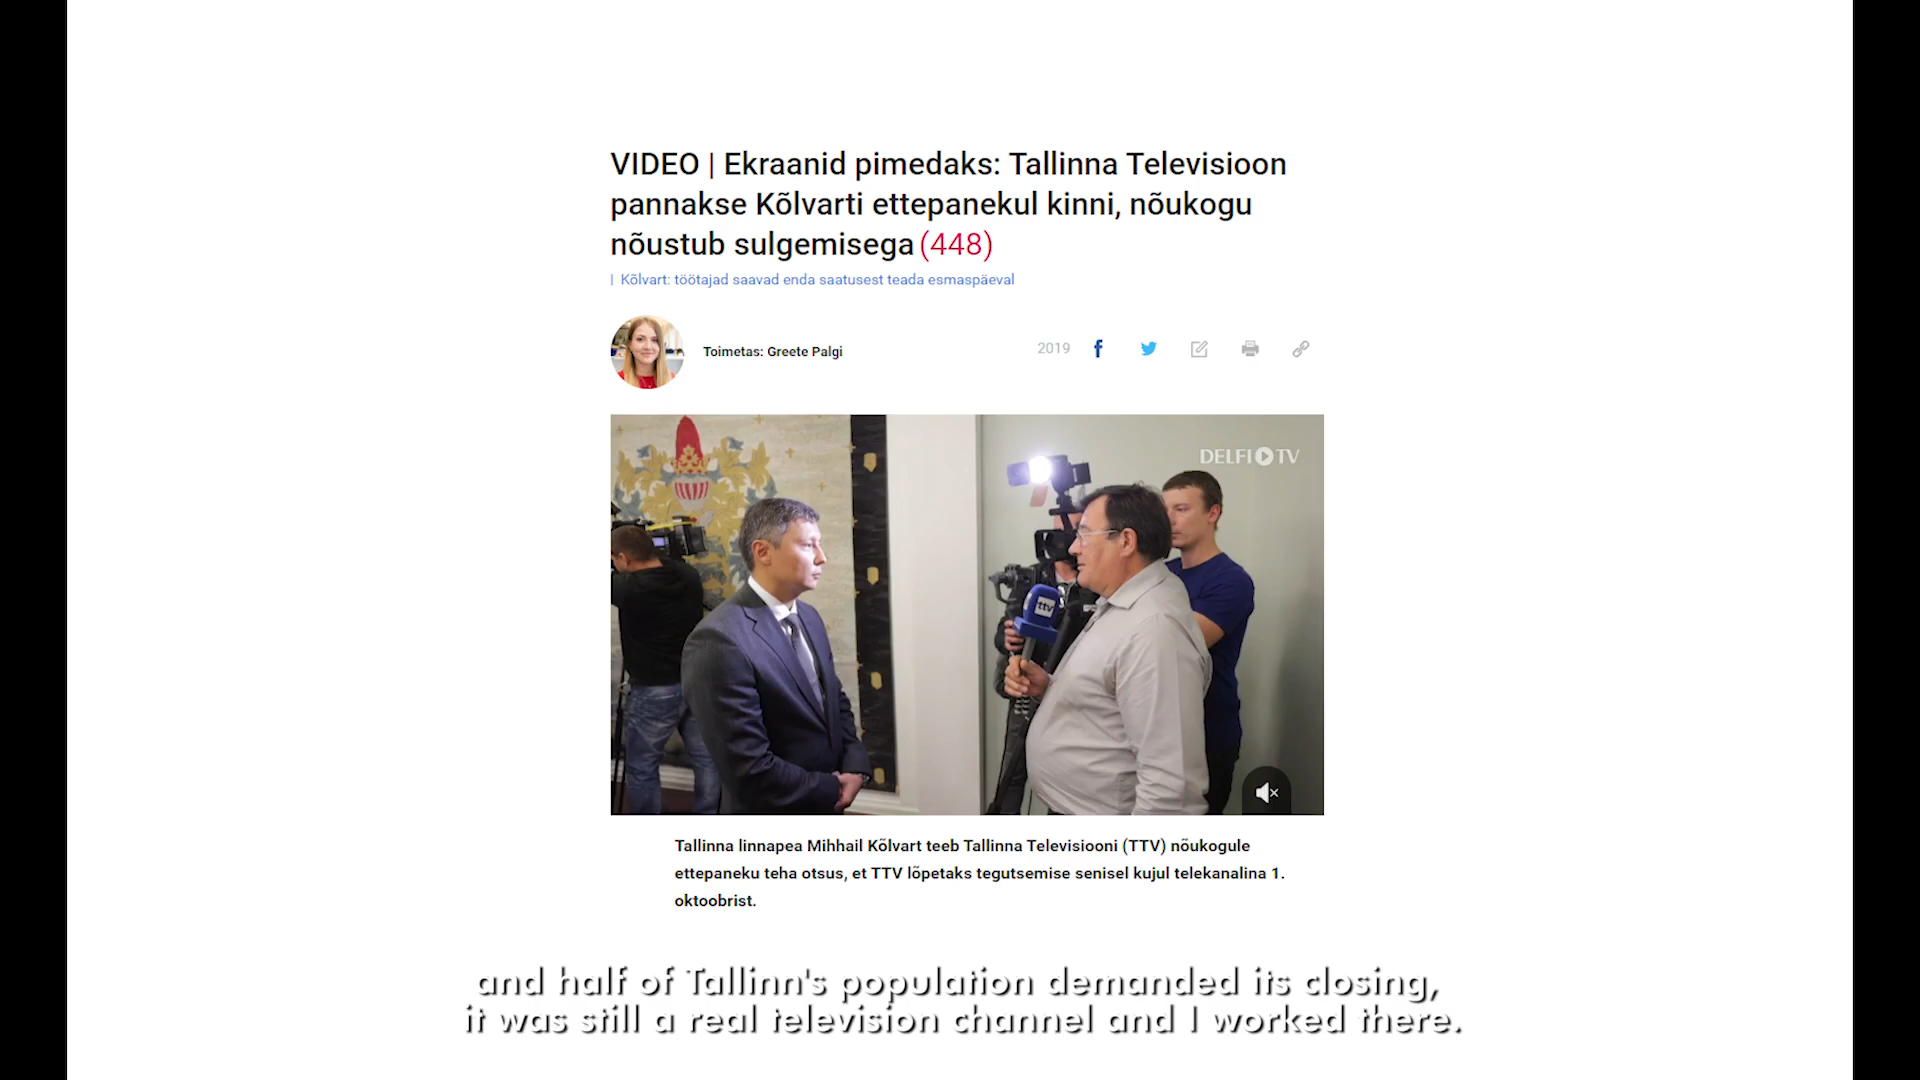 VIDEO | Ekraanid pimedaks: Tallinna Televisioon
pannakse Kõlvarti ettepanekul kinni, nõukogu
nõustub sulgemisega (448)
| Kõlvart: töötajad saavad enda saatusest teada esmaspäeval
Toimetas: Greete Palgi
2019
DELFI TV
ttv
Tallinna linnapea Mihhail Kõlvart teeb Tallinna Televisiooni (TTV) nõukogule
ettepaneku teha otsus, et TTV lõpetaks tegutsemise senisel kujul telekanalina 1.
oktoobrist.
and half of Tallinn's population demanded its closing,
it was still a real television channel and I worked there.